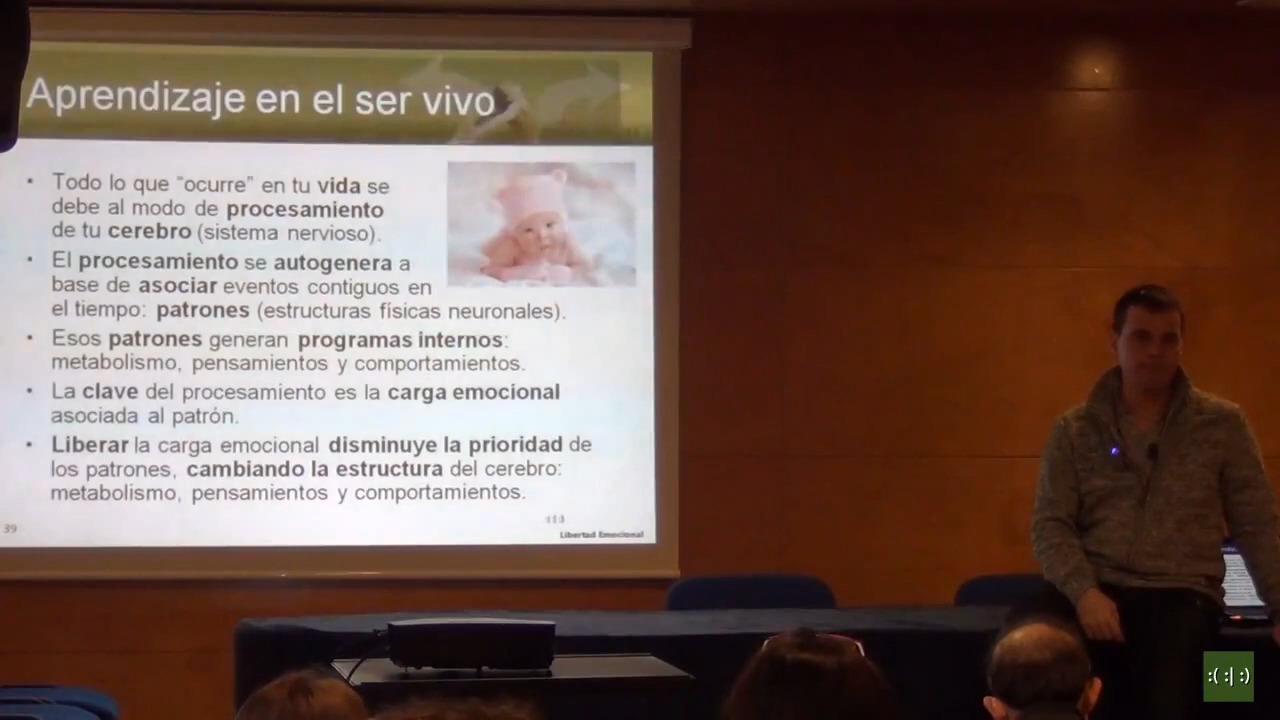 Aprendizaje en el ser vivo
• Todo lo que “ocurre” en tu vida se
debe al modo de procesamiento
de tu cerebro (sistema nervioso).
• El procesamiento se autogenera a
base de asociar eventos contiguos en
el tiempo: patrones (estructuras físicas neuronales).
• Esos patrones generan programas internos:
metabolismo, pensamientos y comportamientos.
• La clave del procesamiento es la carga emocional
asociada al patrón.
• Liberar la carga emocional disminuye la prioridad de
los patrones, cambiando la estructura del cerebro:
metabolismo, pensamientos y comportamientos.
39
Libertad Emocional
:( :| :)